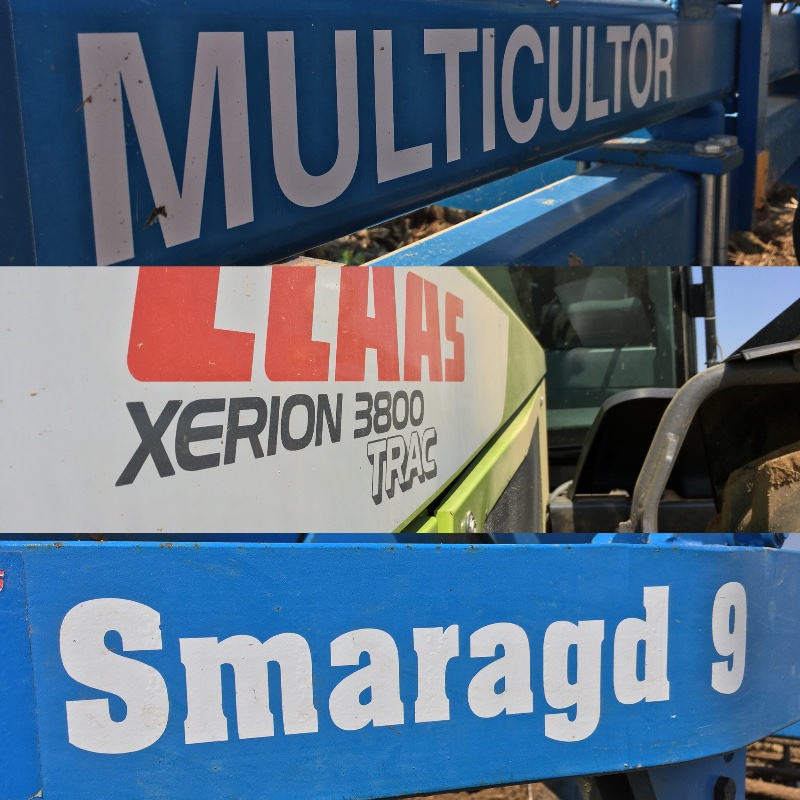 MULTICULTOR
CLAAS
XERION 3800
TRAC
Smaragd 9